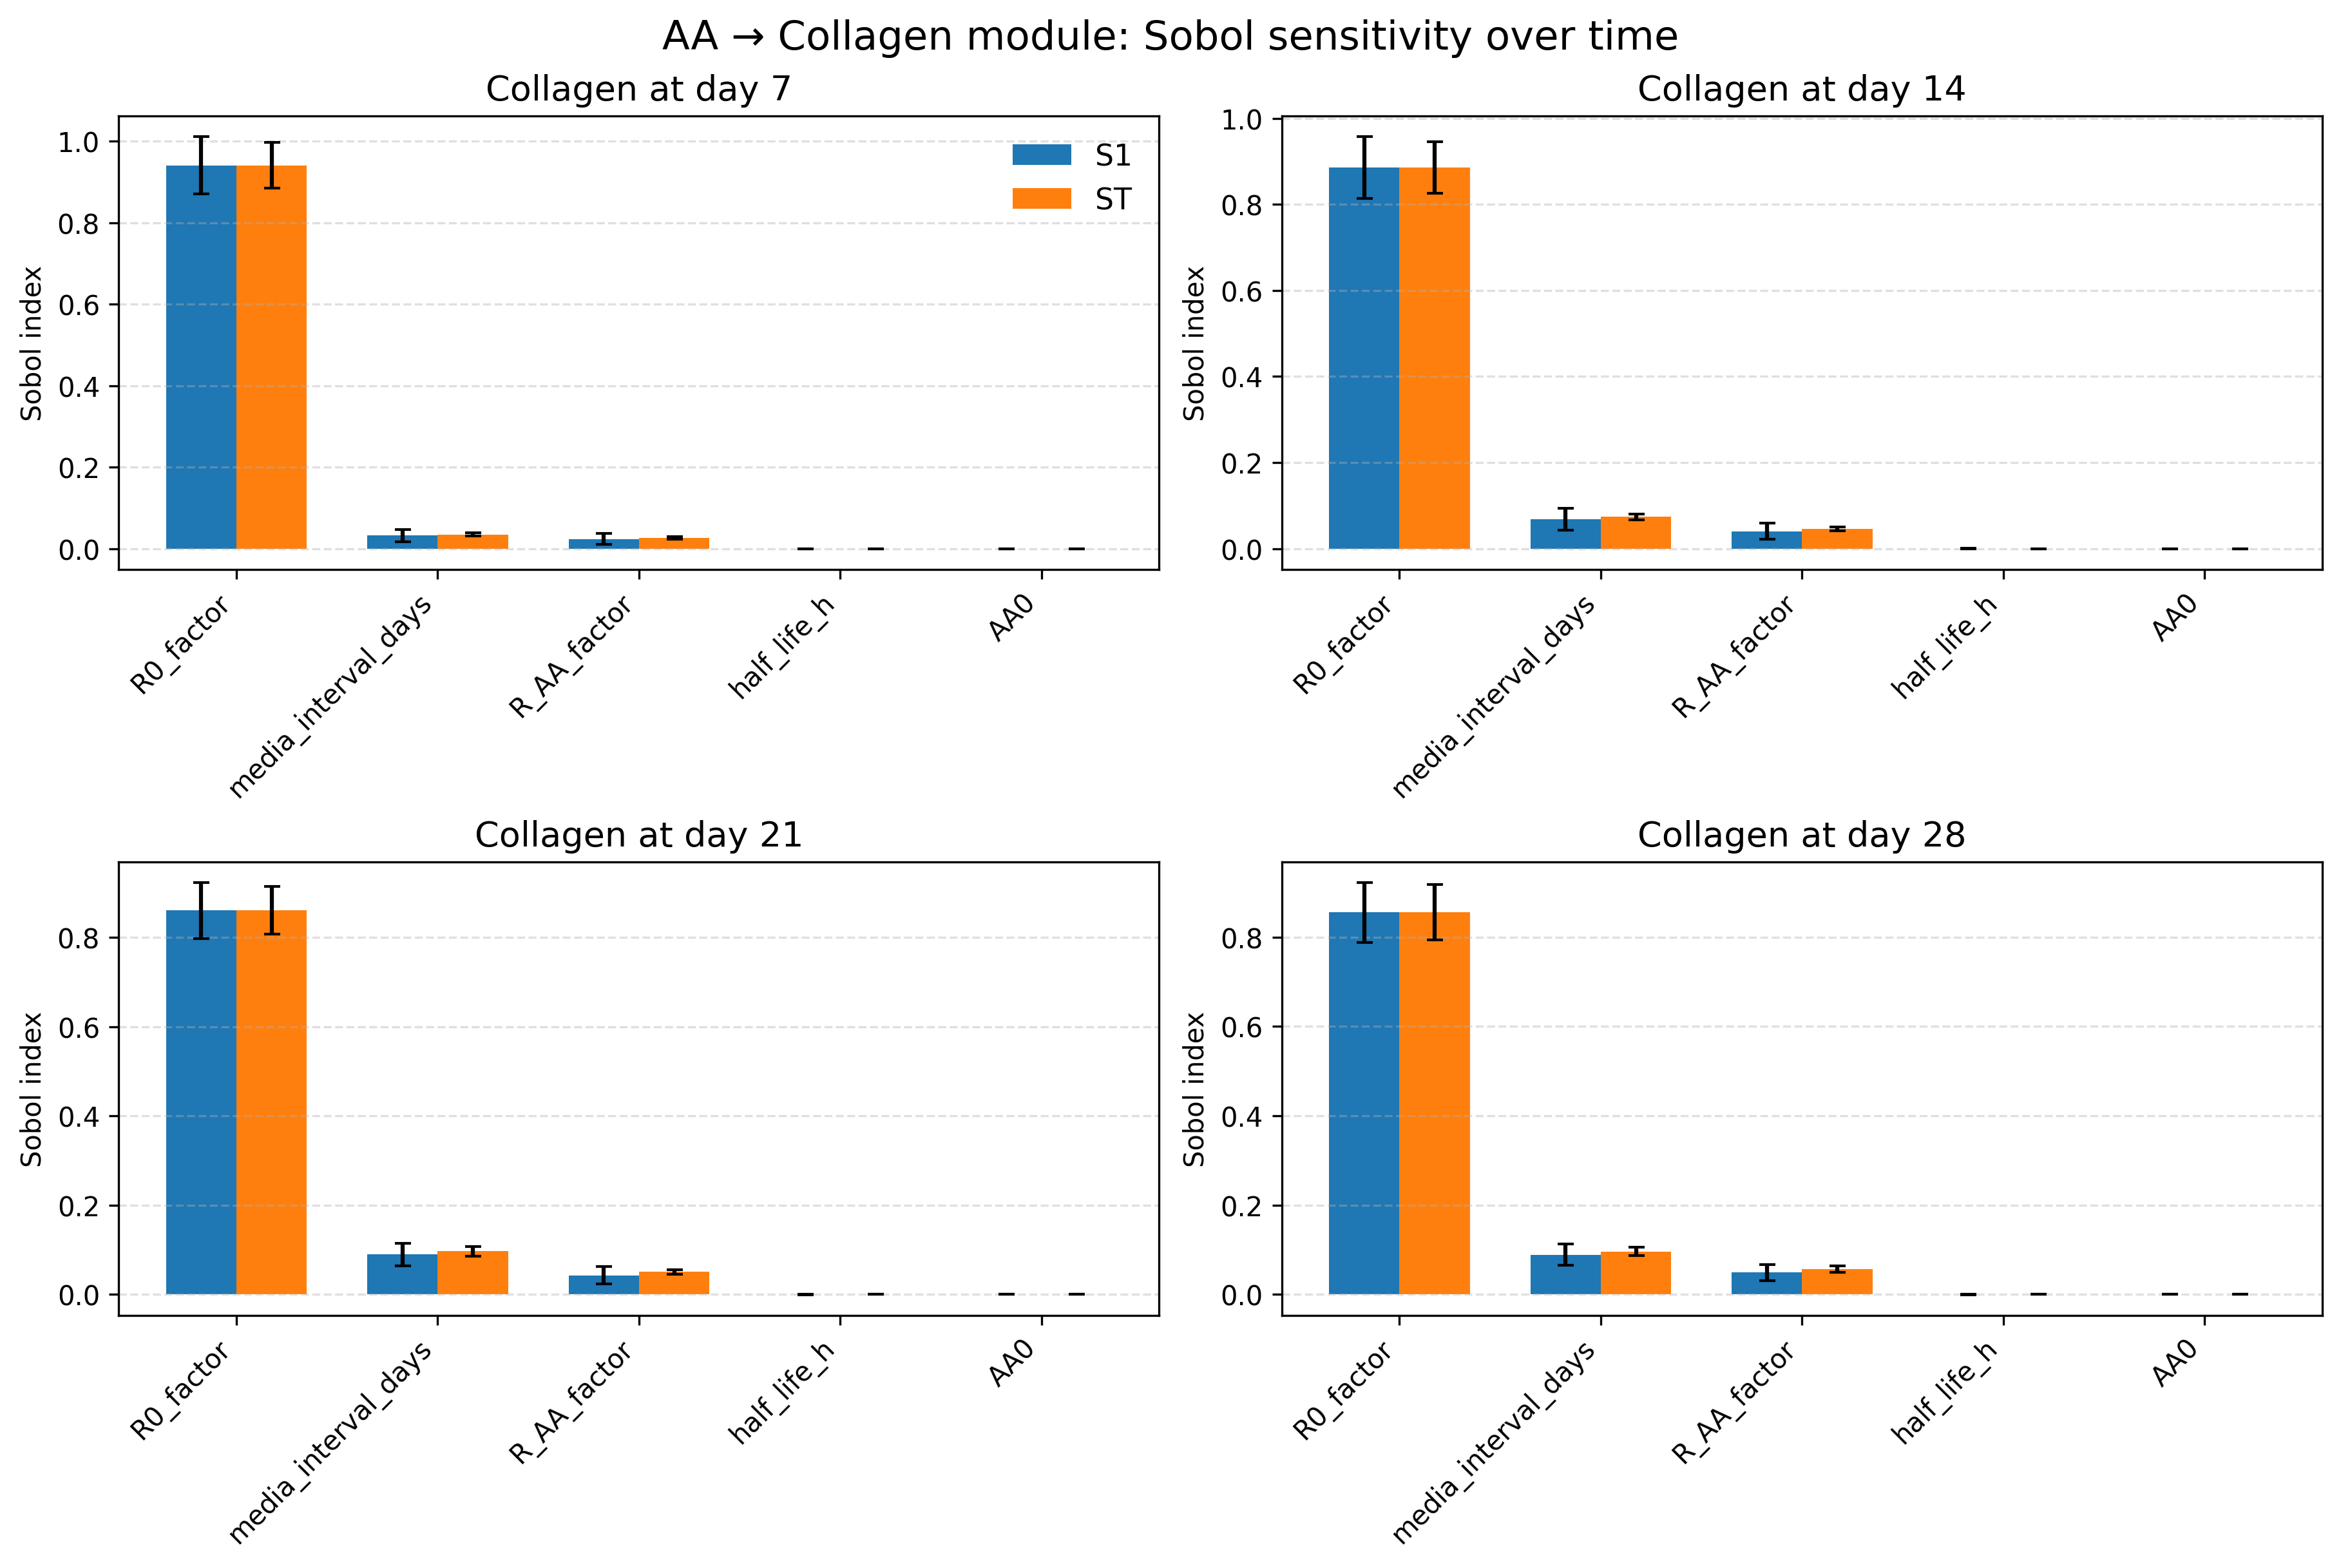 AA → Collagen module: Sobol sensitivity over time
Collagen at day 7
Sobol index
1.0
0.8
0.6
0.4
0.2
0.0
S1
ST
R0_factor
media_interval_days
R_AA_factor
half_life_h
AA0
Collagen at day 14
Sobol index
1.0
0.8
0.6
0.4
0.2
0.0
R0_factor
media_interval_days
R_AA_factor
half_life_h
AA0
Collagen at day 21
Sobol index
0.8
0.6
0.4
0.2
0.0
R0_factor
media_interval_days
R_AA_factor
half_life_h
AA0
Collagen at day 28
Sobol index
0.8
0.6
0.4
0.2
0.0
R0_factor
media_interval_days
R_AA_factor
half_life_h
AA0